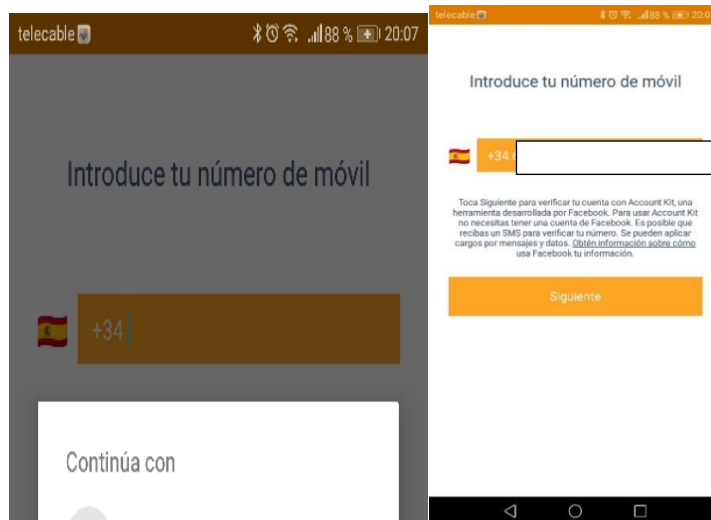 telecable 88 % 20:07
Introduce tu número de móvil
+34
Continúa con
telecable 88 % 20:0
Introduce tu número de móvil
+34 6
Toca Siguiente para verificar tu cuenta con Account Kit, una
herramienta desarrollada por Facebook. Para usar Account Kit
no necesitas tener una cuenta de Facebook. Es posible que
recibas un SMS para verificar tu número. Se pueden aplicar
cargos por mensajes y datos. Obtén información sobre cómo
usa Facebook tu información.
Siguiente